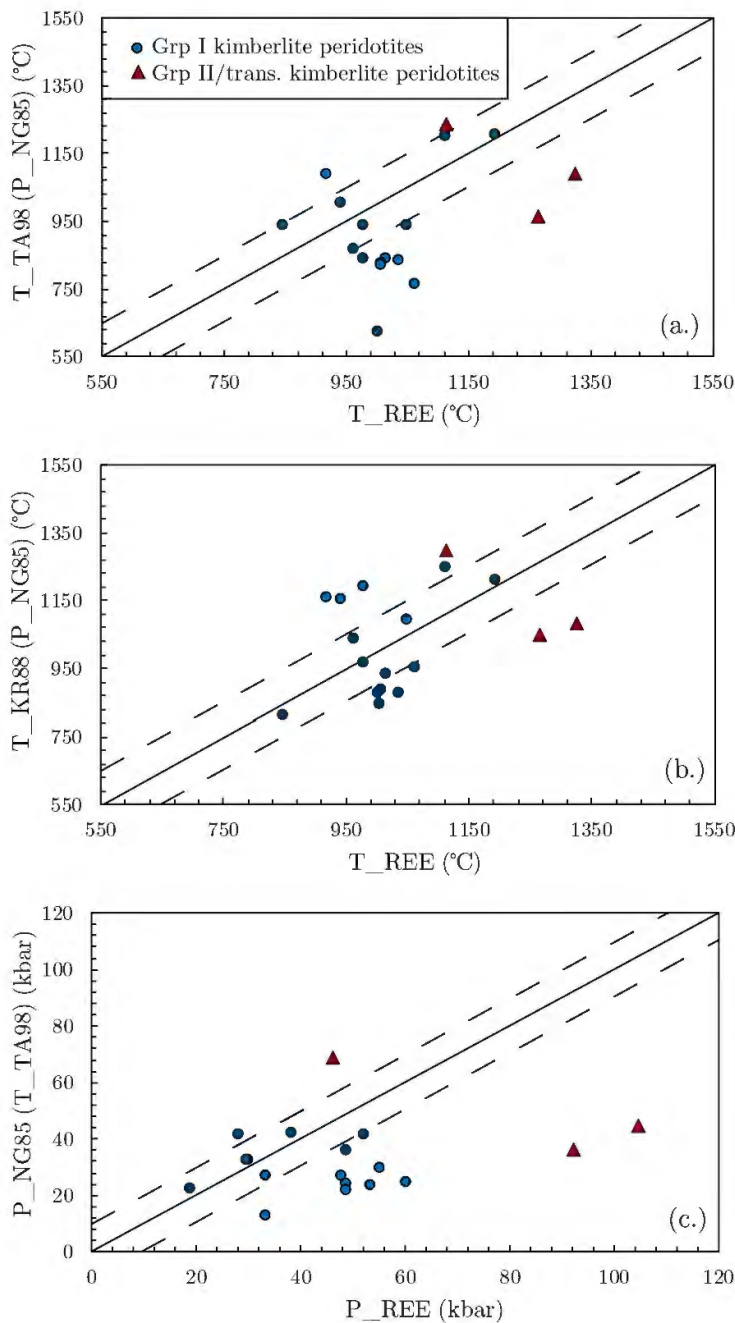 1550
1350
1150
950
750
550
T_TA98 (P_NG85) (°C)
Grp I kimberlite peridotites
Grp II/trans. kimberlite peridotites
(a.)
550 750 950 1150 1350 1550
T_REE (°C)
1550
1350
1150
950
750
550
T_KR88 (P_NG85) (°C)
(b.)
550 750 950 1150 1350 1550
T_REE (°C)
120
100
80
60
40
20
0
P_NG85 (T_TA98) (kbar)
(c.)
0 20 40 60 80 100 120
P_REE (kbar)